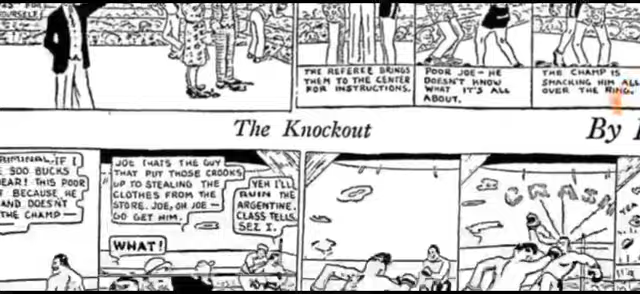 YOURSELF!
THE REFEREE BRINGS
THEM TO THE CENTER
FOR INSTRUCTIONS.
POOR JOE - HE
DOESN'T KNOW
WHAT IT'S ALL
ABOUT.
THE CHAMP IS
SMACKING HIM ALL
OVER THE RING.
The Knockout
By
IF I
500 BUCKS
THIS POOR
BECAUSE HE
AND DOESN'T
THE CHAMP —
JOE THATS THE GUY
THAT PUT THOSE CROOKS
UP TO STEALING THE
CLOTHES FROM THE
STORE. JOE, OH JOE —
GO GET HIM.
WHAT!
YEH I'LL
RUIN THE
ARGENTINE.
CLASS TELLS
SEZ I.
CRASH